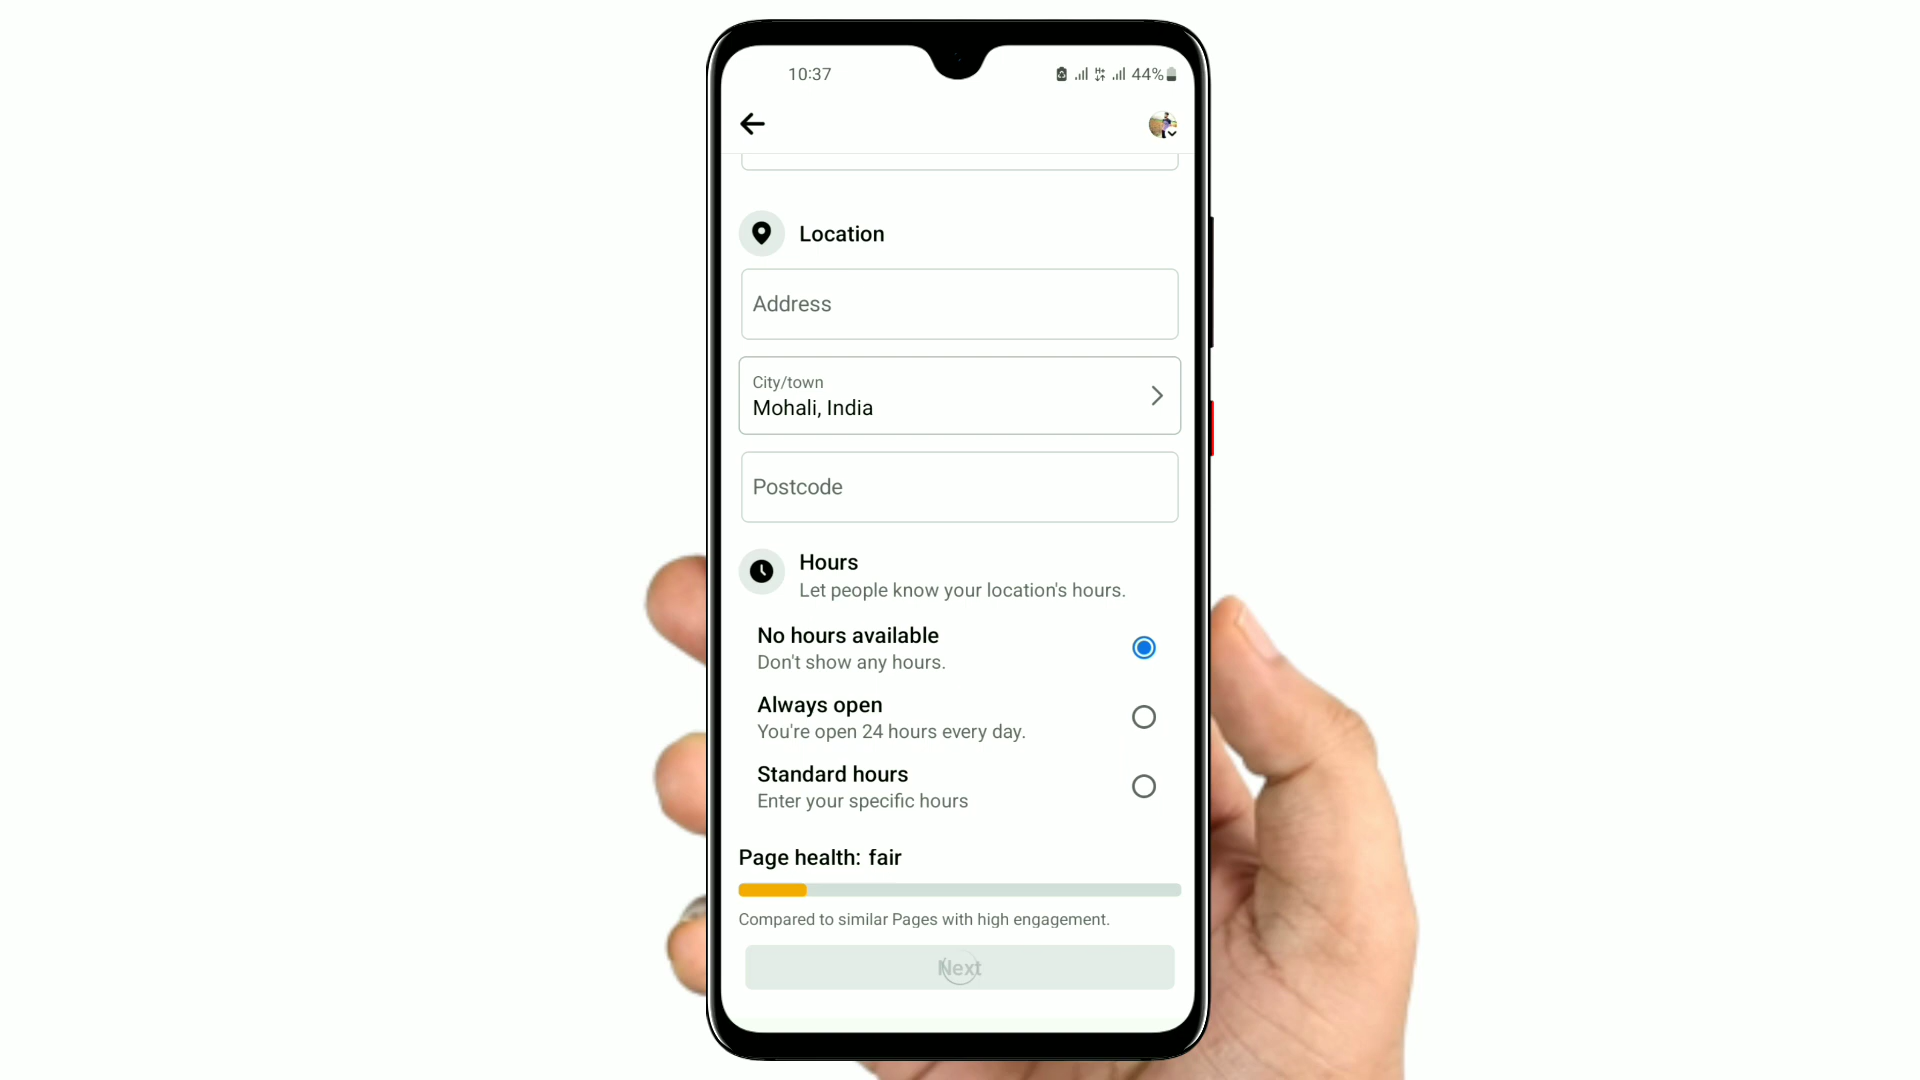 10:37
44%
Location
Address
City/town
Mohali, India
Postcode
Hours
Let people know your location's hours.
No hours available
Don't show any hours.
Always open
You're open 24 hours every day.
Standard hours
Enter your specific hours
Page health: fair
Compared to similar Pages with high engagement.
Next